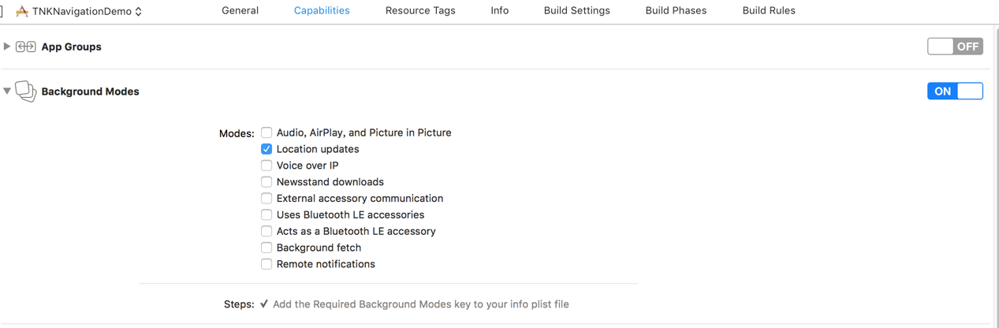 TNKNavigationDemo General Capabilities Resource Tags Info Build Settings Build Phases Build Rules
App Groups OFF
Background Modes ON
Modes: Audio, AirPlay, and Picture in Picture
Location updates
Voice over IP
Newsstand downloads
External accessory communication
Uses Bluetooth LE accessories
Acts as a Bluetooth LE accessory
Background fetch
Remote notifications
Steps: ✓ Add the Required Background Modes key to your info plist file